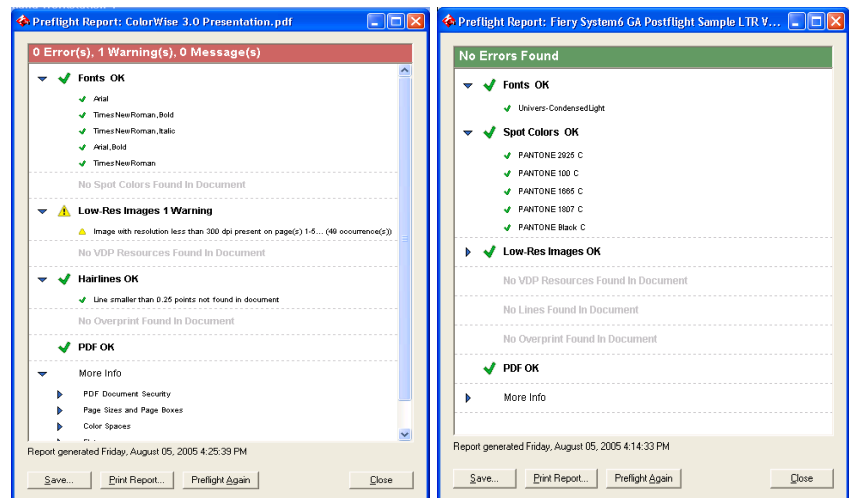 Preflight Report: ColorWise 3.0 Presentation.pdf
0 Error(s), 1 Warning(s), 0 Message(s)
Fonts OK
Arial
TimesNewRoman,Bold
TimesNewRoman,Italic
Arial,Bold
TimesNewRoman
No Spot Colors Found In Document
Low-Res Images 1 Warning
Image with resolution less than 300 dpi present on page(s) 1-5... (49 occurrence(s))
No VDP Resources Found In Document
Hairlines OK
Line smaller than 0.25 points not found in document
No Overprint Found In Document
PDF OK
More Info
PDF Document Security
Page Sizes and Page Boxes
Color Spaces
Report generated Friday, August 05, 2005 4:25:39 PM
Save... Print Report... Preflight Again Close
Preflight Report: Fiery System6 GA Postflight Sample LTR V...
No Errors Found
Fonts OK
Univers-CondensedLight
Spot Colors OK
PANTONE 2925 C
PANTONE 100 C
PANTONE 1665 C
PANTONE 1807 C
PANTONE Black C
Low-Res Images OK
No VDP Resources Found In Document
No Lines Found In Document
No Overprint Found In Document
PDF OK
More Info
Report generated Friday, August 05, 2005 4:14:33 PM
Save... Print Report... Preflight Again Close